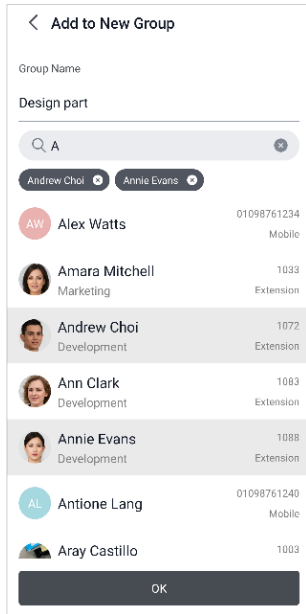 Add to New Group
Group Name
Design part
A
Andrew Choi Annie Evans
AW Alex Watts 01098761234
Mobile
Amara Mitchell 1033
Marketing Extension
Andrew Choi 1072
Development Extension
Ann Clark 1083
Development Extension
Annie Evans 1088
Development Extension
AL Antione Lang 01098761240
Mobile
Aray Castillo 1003
OK